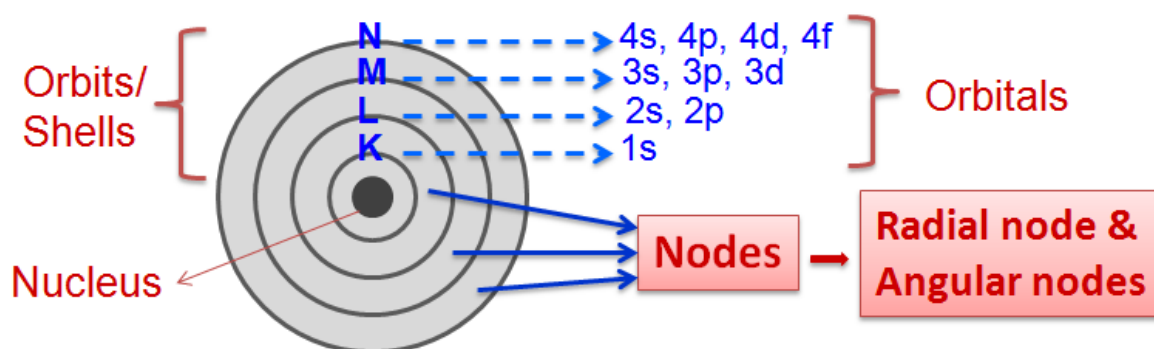 Orbits/
Shells
N
M
L
K
4s, 4p, 4d, 4f
3s, 3p, 3d
2s, 2p
1s
Orbitals
Nucleus
Nodes
Radial node &
Angular nodes